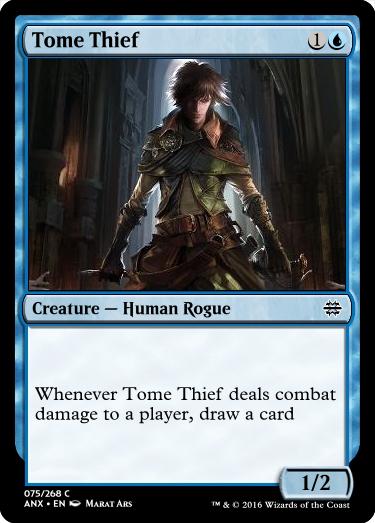 Tome Thief 1
Creature — Human Rogue
Whenever Tome Thief deals combat
damage to a player, draw a card
1/2
075/268 C
ANX • EN Marat Ars
™ & © 2016 Wizards of the Coast